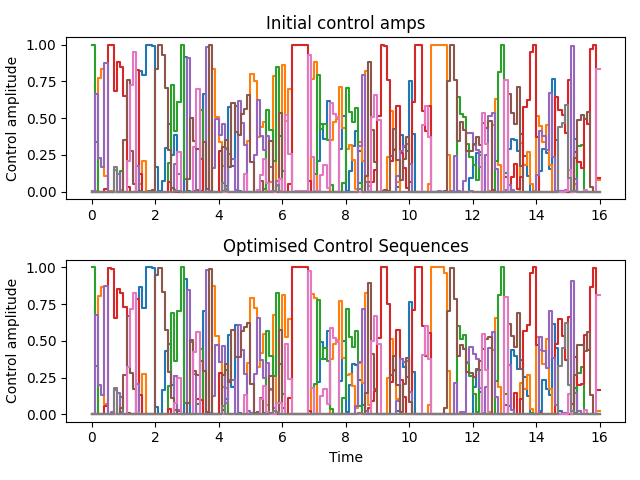 Initial control amps
Control amplitude
1.00
0.75
0.50
0.25
0.00
0 2 4 6 8 10 12 14 16
Optimised Control Sequences
Control amplitude
1.00
0.75
0.50
0.25
0.00
0 2 4 6 8 10 12 14 16
Time